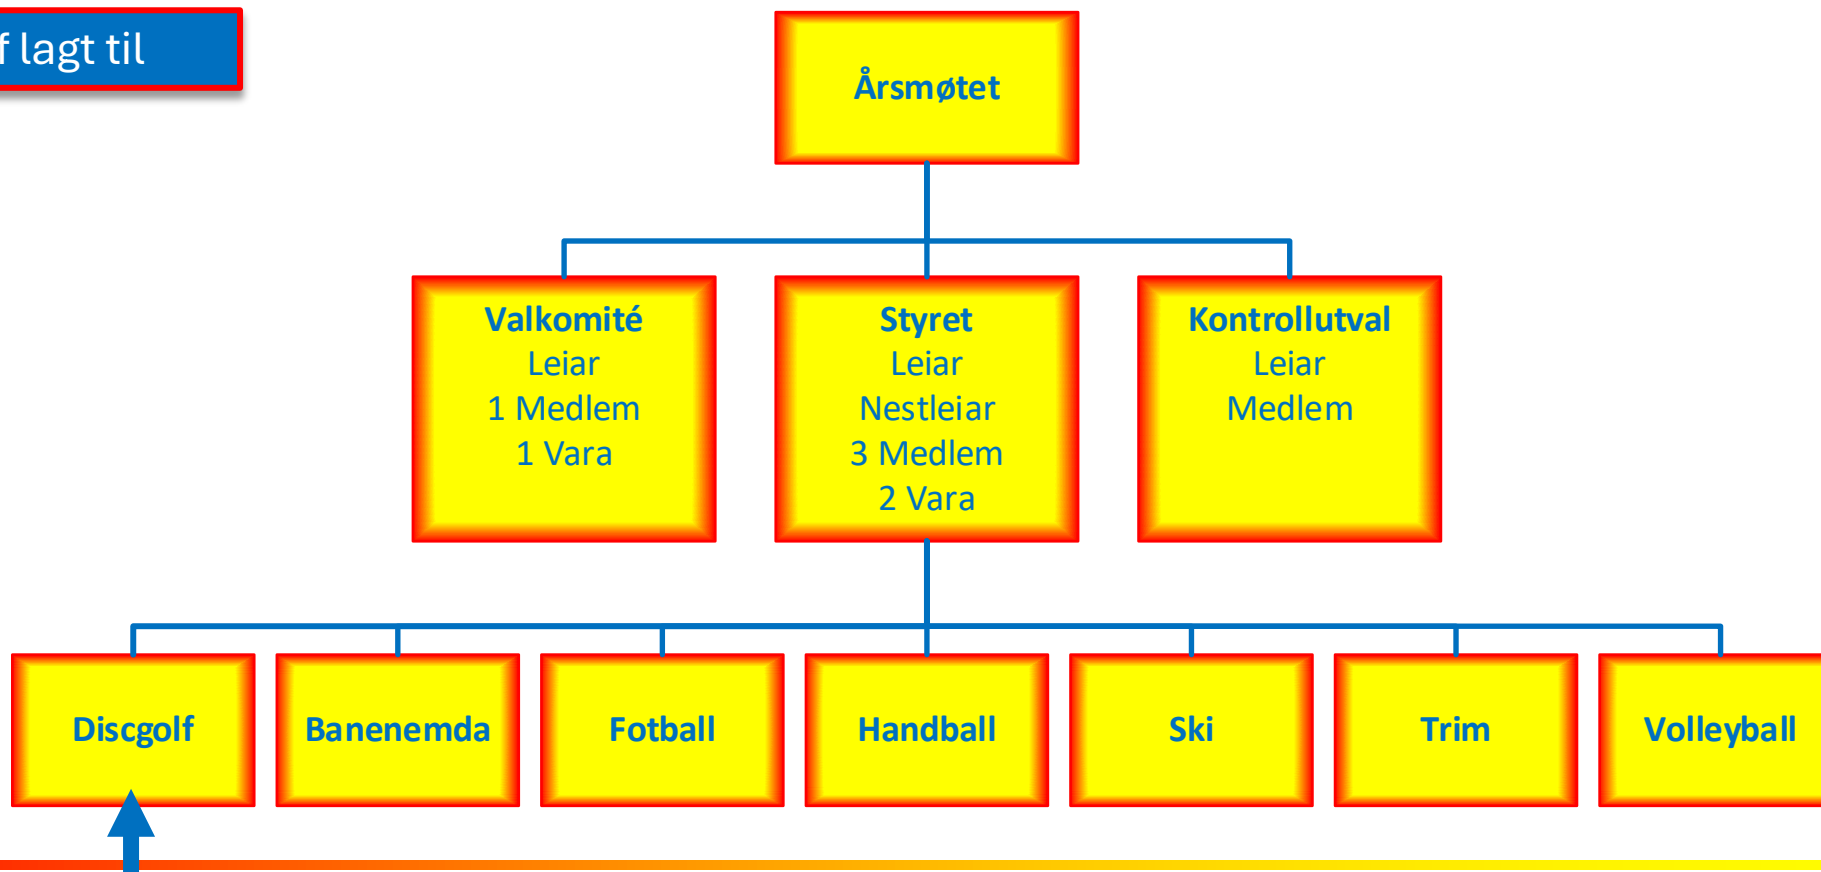 f lagt til
Årsmøtet
Valkomité
Leiar
1 Medlem
1 Vara
Styret
Leiar
Nestleiar
3 Medlem
2 Vara
Kontrollutval
Leiar
Medlem
Discgolf
Banenemda
Fotball
Handball
Ski
Trim
Volleyball